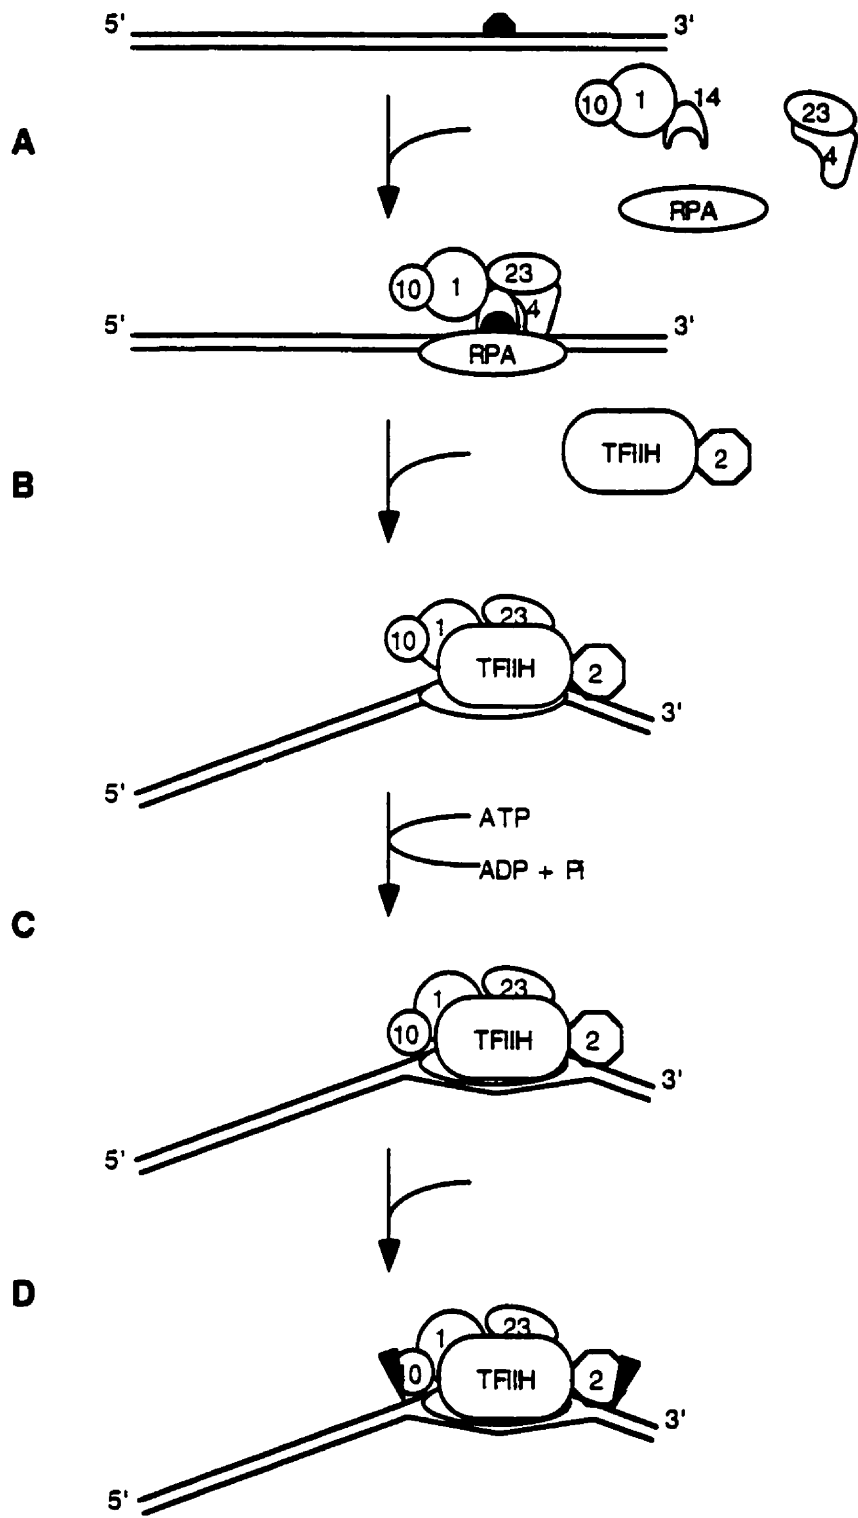 5' 3'
10 1 14 23
A 4
RPA
10 1 23
4
5' 3'
RPA
TFIIH 2
B
10 1 23
TFIIH 2
3'
5'
ATP
ADP + Pi
C
1 23
10 TFIIH 2
3'
5'
D
1 23
0 TFIIH 2
3'
5'